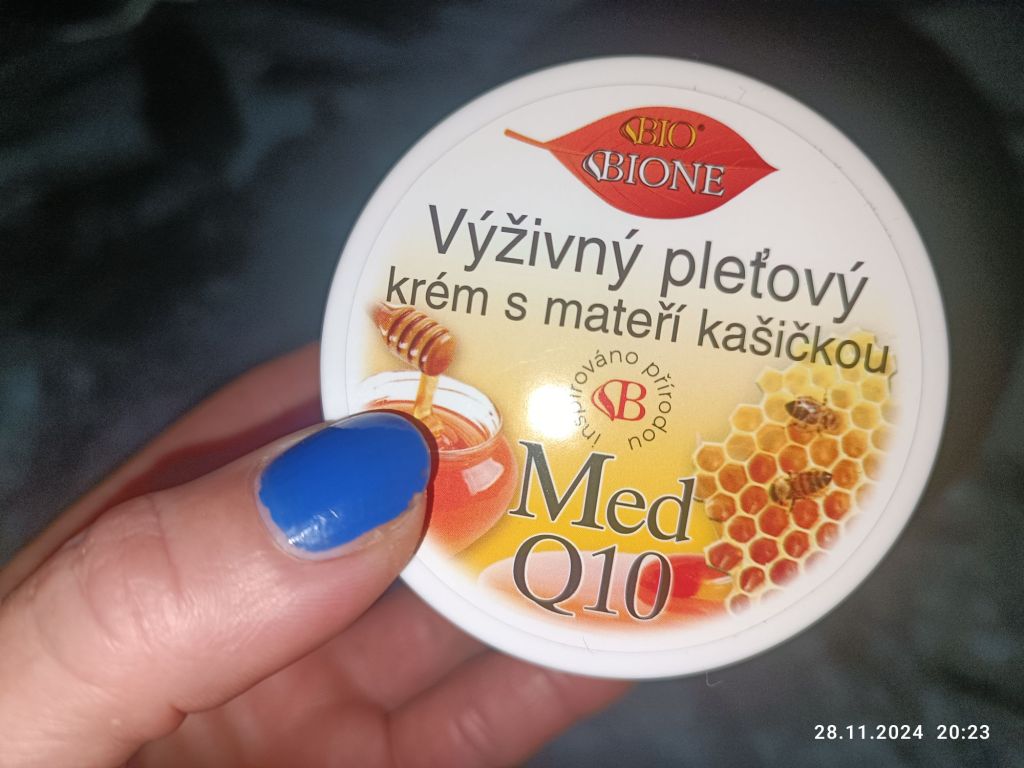 BIO®
BIONE
Výživný pleťový
krém s mateří kašičkou
inspirováno přírodou
B
Med
Q10
28.11.2024 20:23